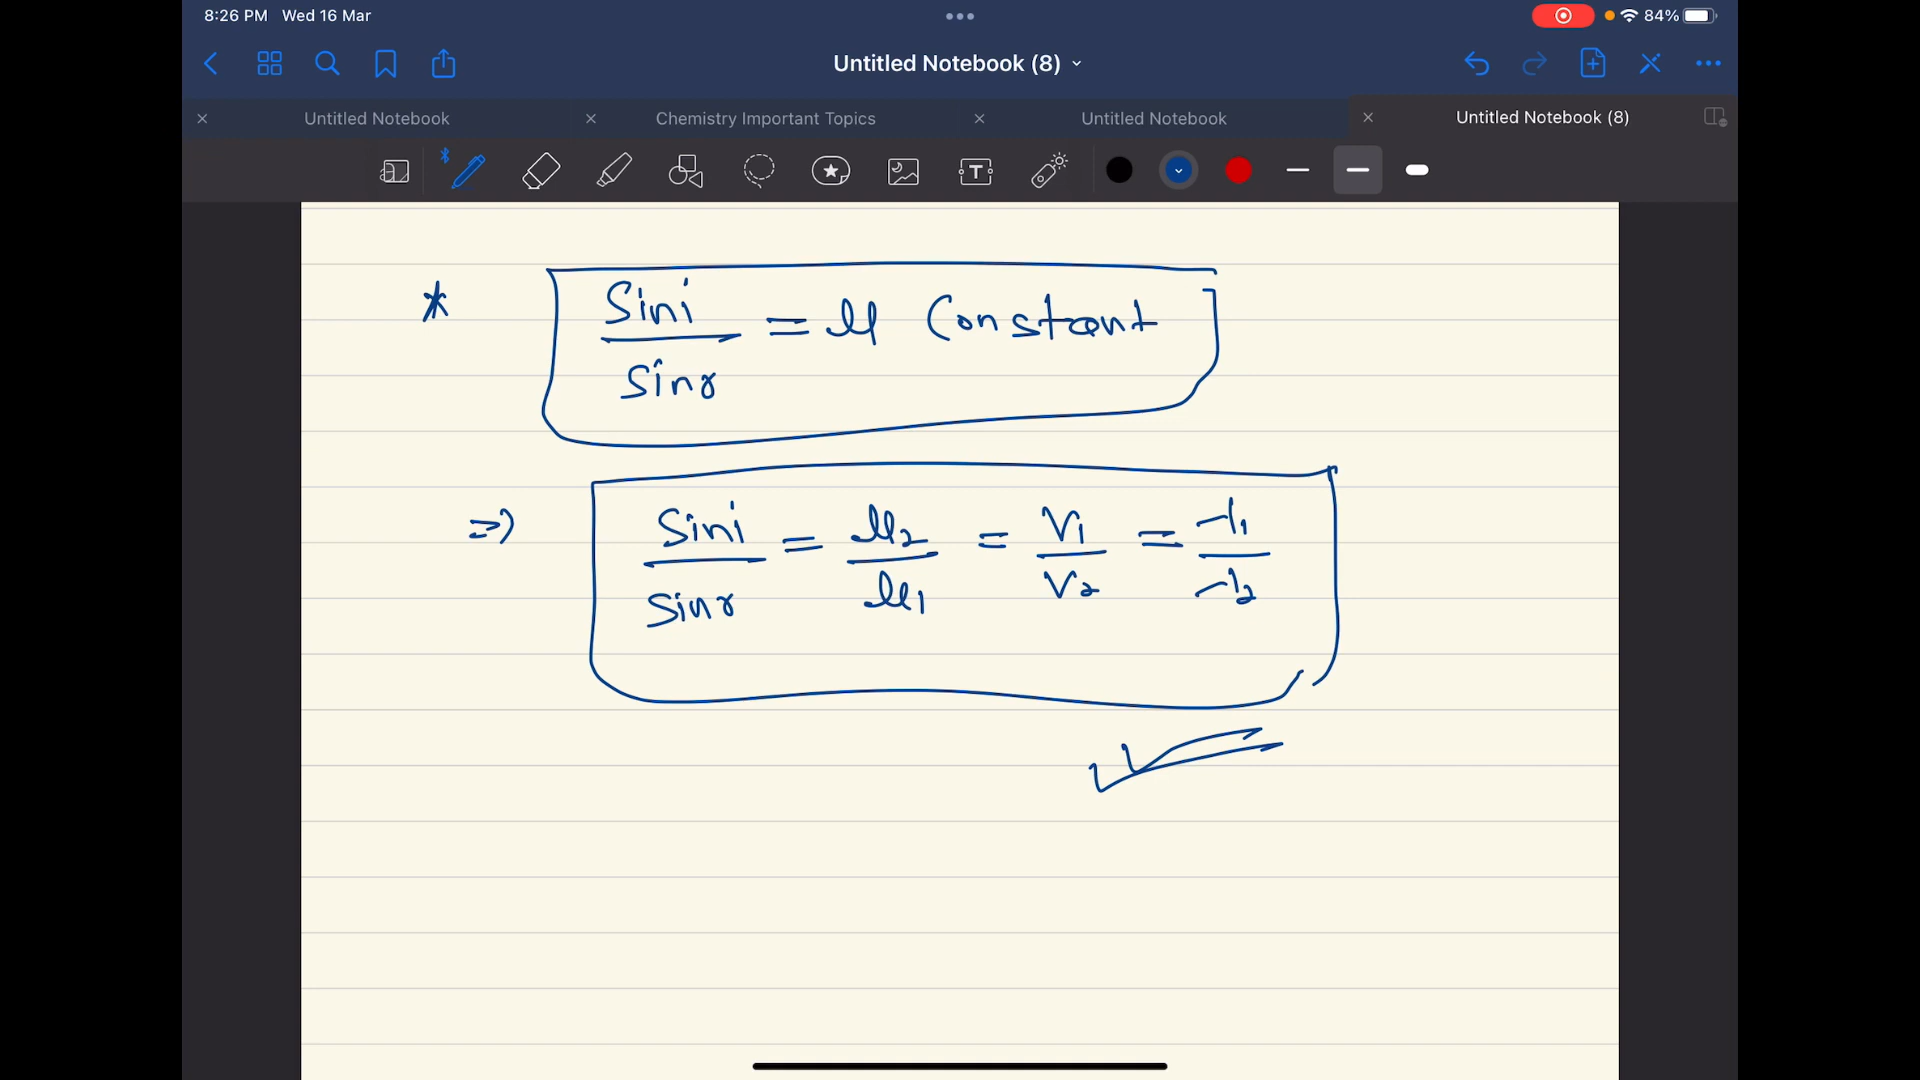 8:26 PM Wed 16 Mar 84%
Untitled Notebook (8)
Untitled Notebook Chemistry Important Topics Untitled Notebook Untitled Notebook (8)
T
* Sini / Sinr = μ Constant
⇒ Sini / Sinr = μ2 / μ1 = V1 / V2 = λ1 / λ2